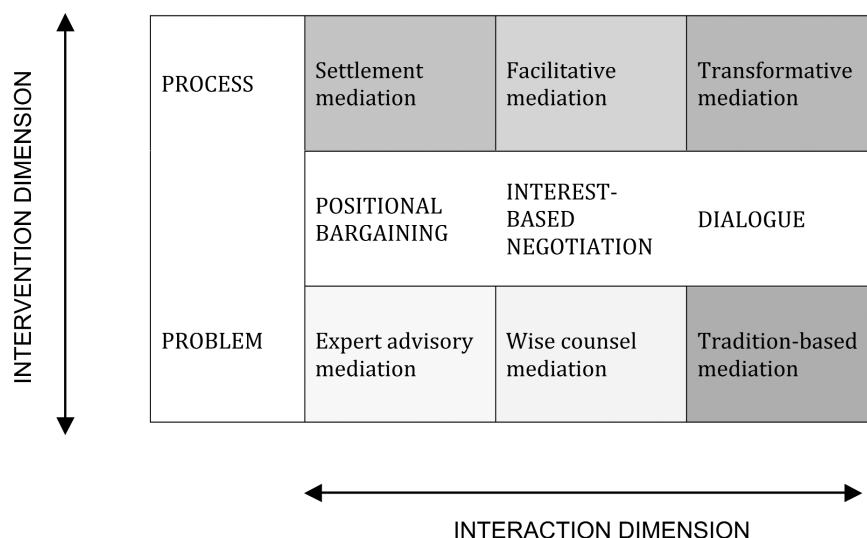 INTERVENTION DIMENSION
PROCESS
Settlement
mediation
Facilitative
mediation
Transformative
mediation
POSITIONAL
BARGAINING
INTEREST-
BASED
NEGOTIATION
DIALOGUE
PROBLEM
Expert advisory
mediation
Wise counsel
mediation
Tradition-based
mediation
INTERACTION DIMENSION